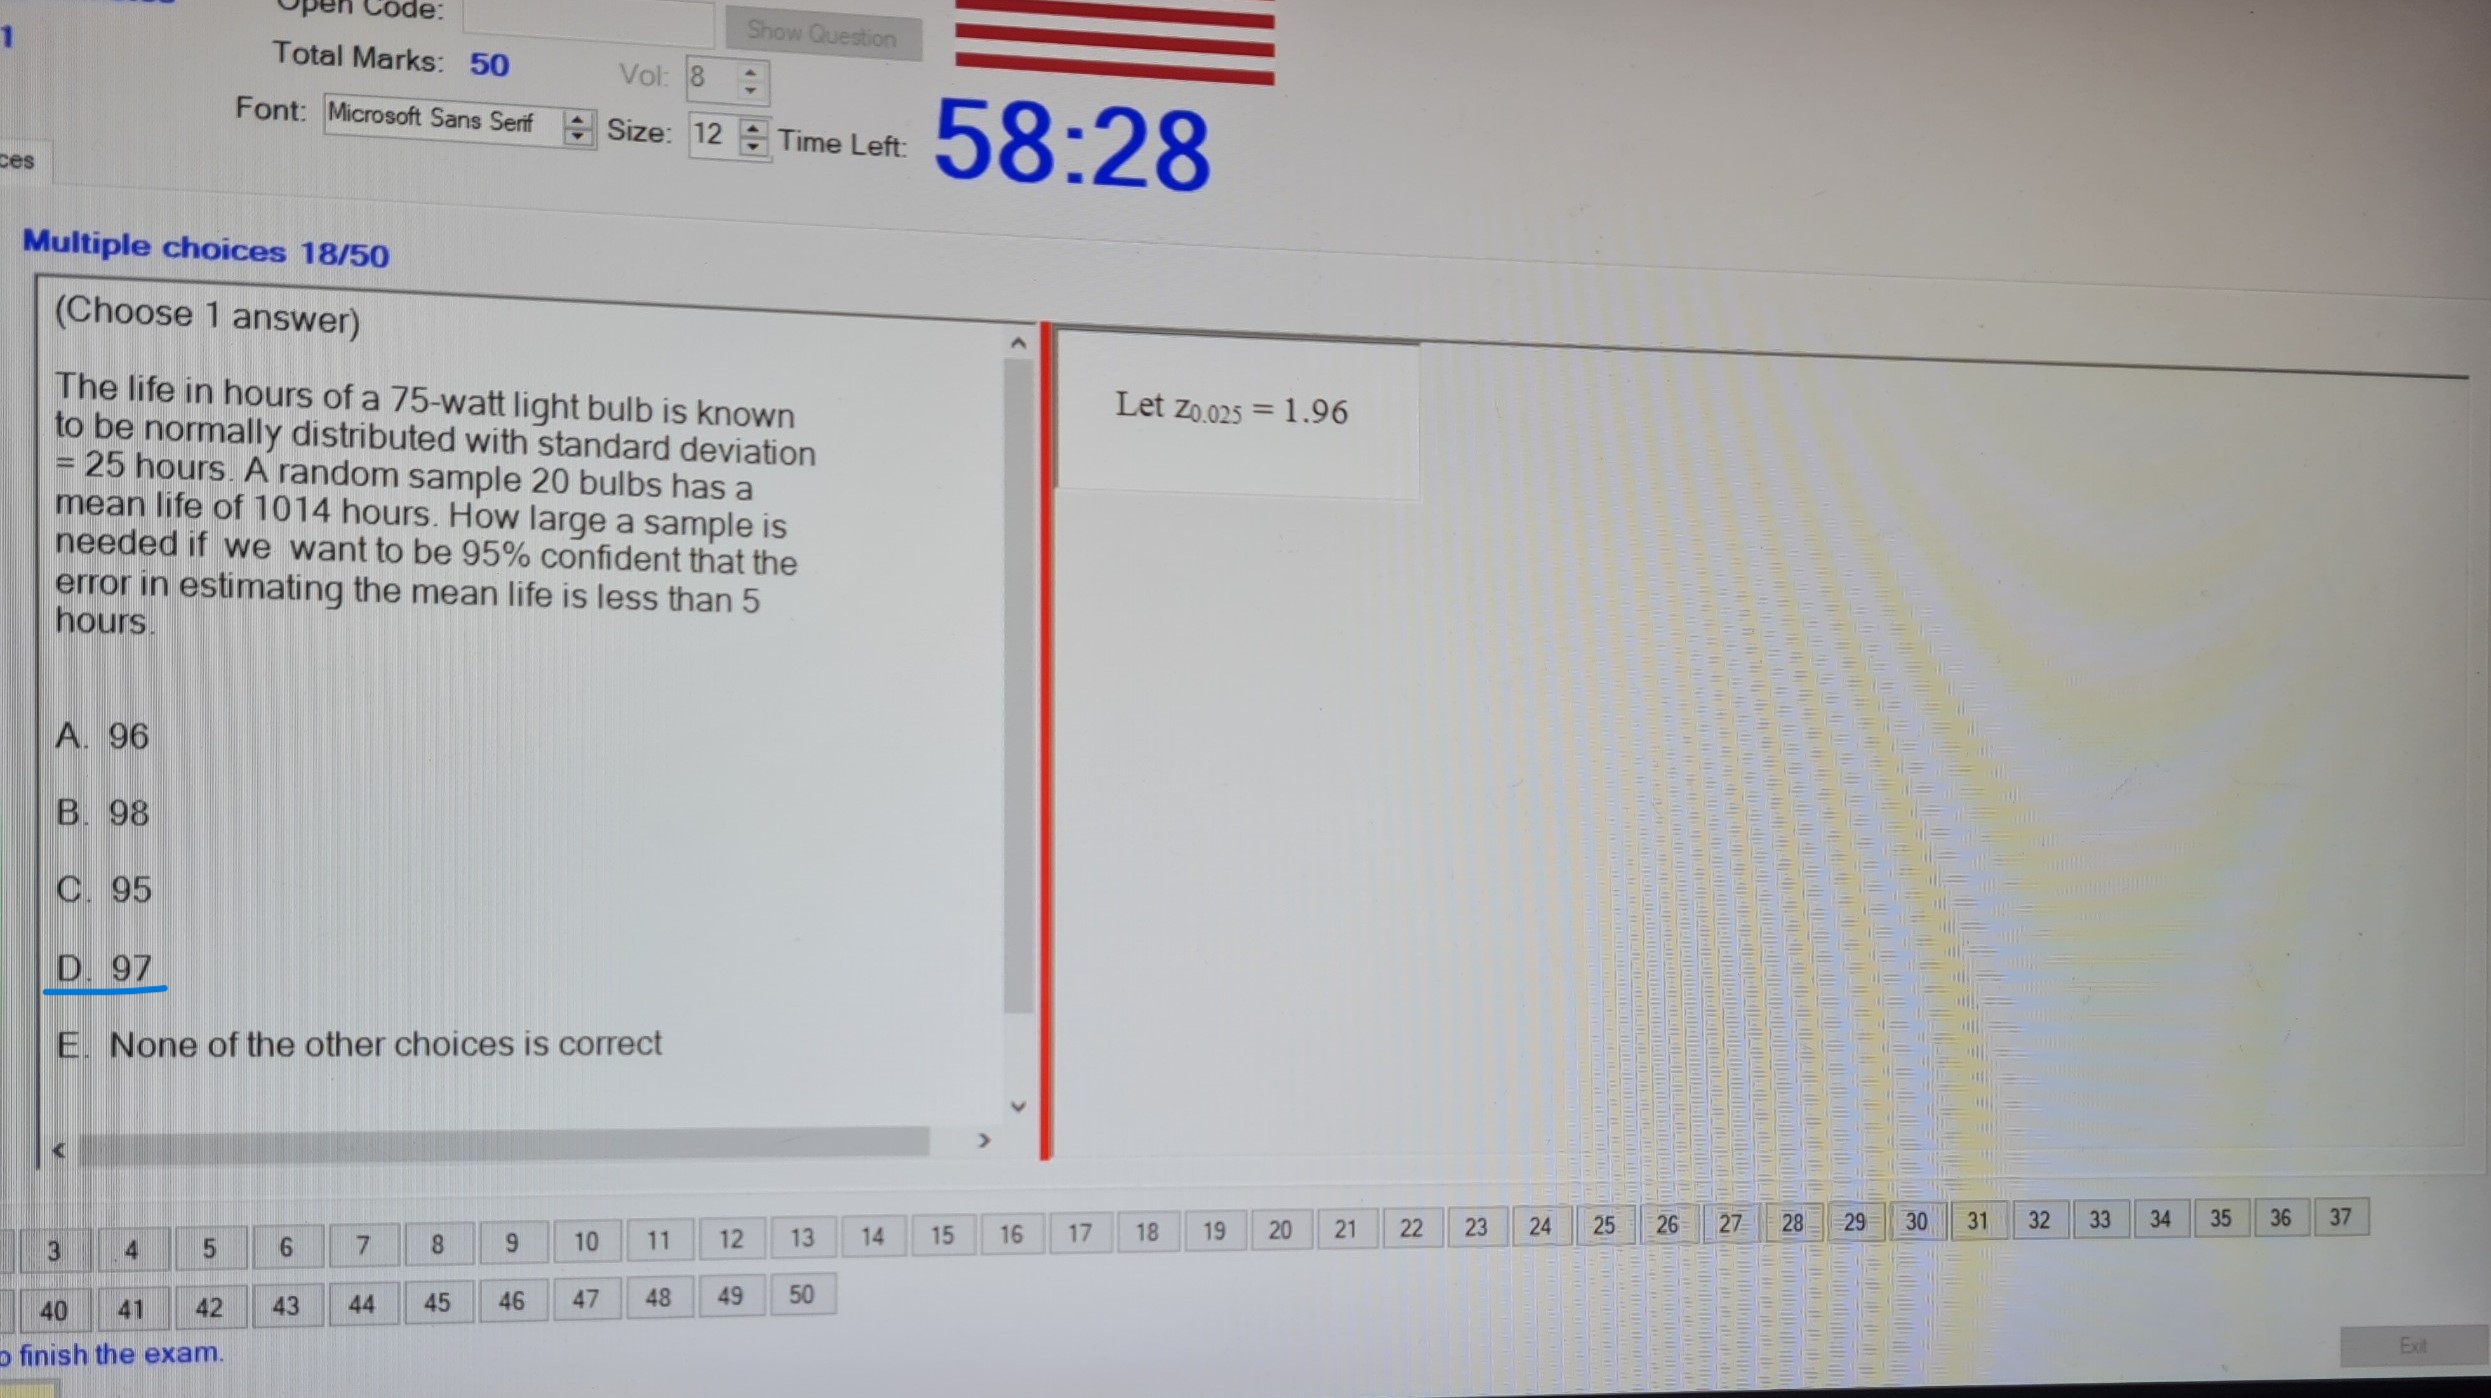 1
Open Code:
Show Question
Total Marks: 50
Vol: 8
Font: Microsoft Sans Serif Size: 12 Time Left: 58:28
Multiple choices 18/50
(Choose 1 answer)
The life in hours of a 75-watt light bulb is known
to be normally distributed with standard deviation
= 25 hours. A random sample 20 bulbs has a
mean life of 1014 hours. How large a sample is
needed if we want to be 95% confident that the
error in estimating the mean life is less than 5
hours.
A. 96
B. 98
C. 95
D. 97
E. None of the other choices is correct
Let z0.025 = 1.96
3 4 5 6 7 8 9 10 11 12 13 14 15 16 17 18 19 20 21 22 23 24 25 26 27 28 29 30 31 32 33 34 35 36 37
40 41 42 43 44 45 46 47 48 49 50
finish the exam.
Exit